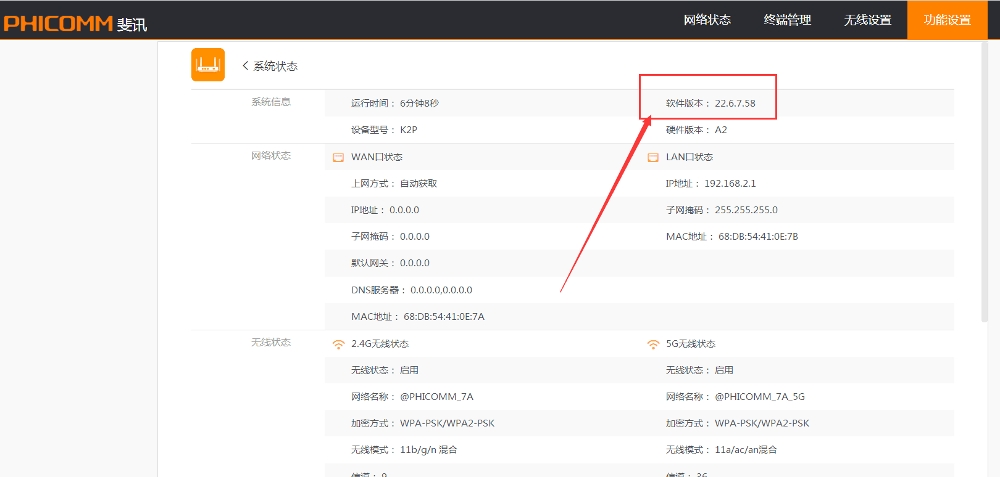 PHICOMM 斐讯
网络状态 终端管理 无线设置 功能设置
系统状态
系统信息 运行时间： 6分钟8秒 软件版本： 22.6.7.58
设备型号： K2P 硬件版本： A2
网络状态 WAN口状态 LAN口状态
上网方式： 自动获取 IP地址： 192.168.2.1
IP地址： 0.0.0.0 子网掩码： 255.255.255.0
子网掩码： 0.0.0.0 MAC地址： 68:DB:54:41:0E:7B
默认网关： 0.0.0.0
DNS服务器： 0.0.0.0,0.0.0.0
MAC地址： 68:DB:54:41:0E:7A
无线状态 2.4G无线状态 5G无线状态
无线状态： 启用 无线状态： 启用
网络名称： @PHICOMM_7A 网络名称： @PHICOMM_7A_5G
加密方式： WPA-PSK/WPA2-PSK 加密方式： WPA-PSK/WPA2-PSK
无线模式： 11b/g/n 混合 无线模式： 11a/ac/an混合
信道： 9 信道： 36